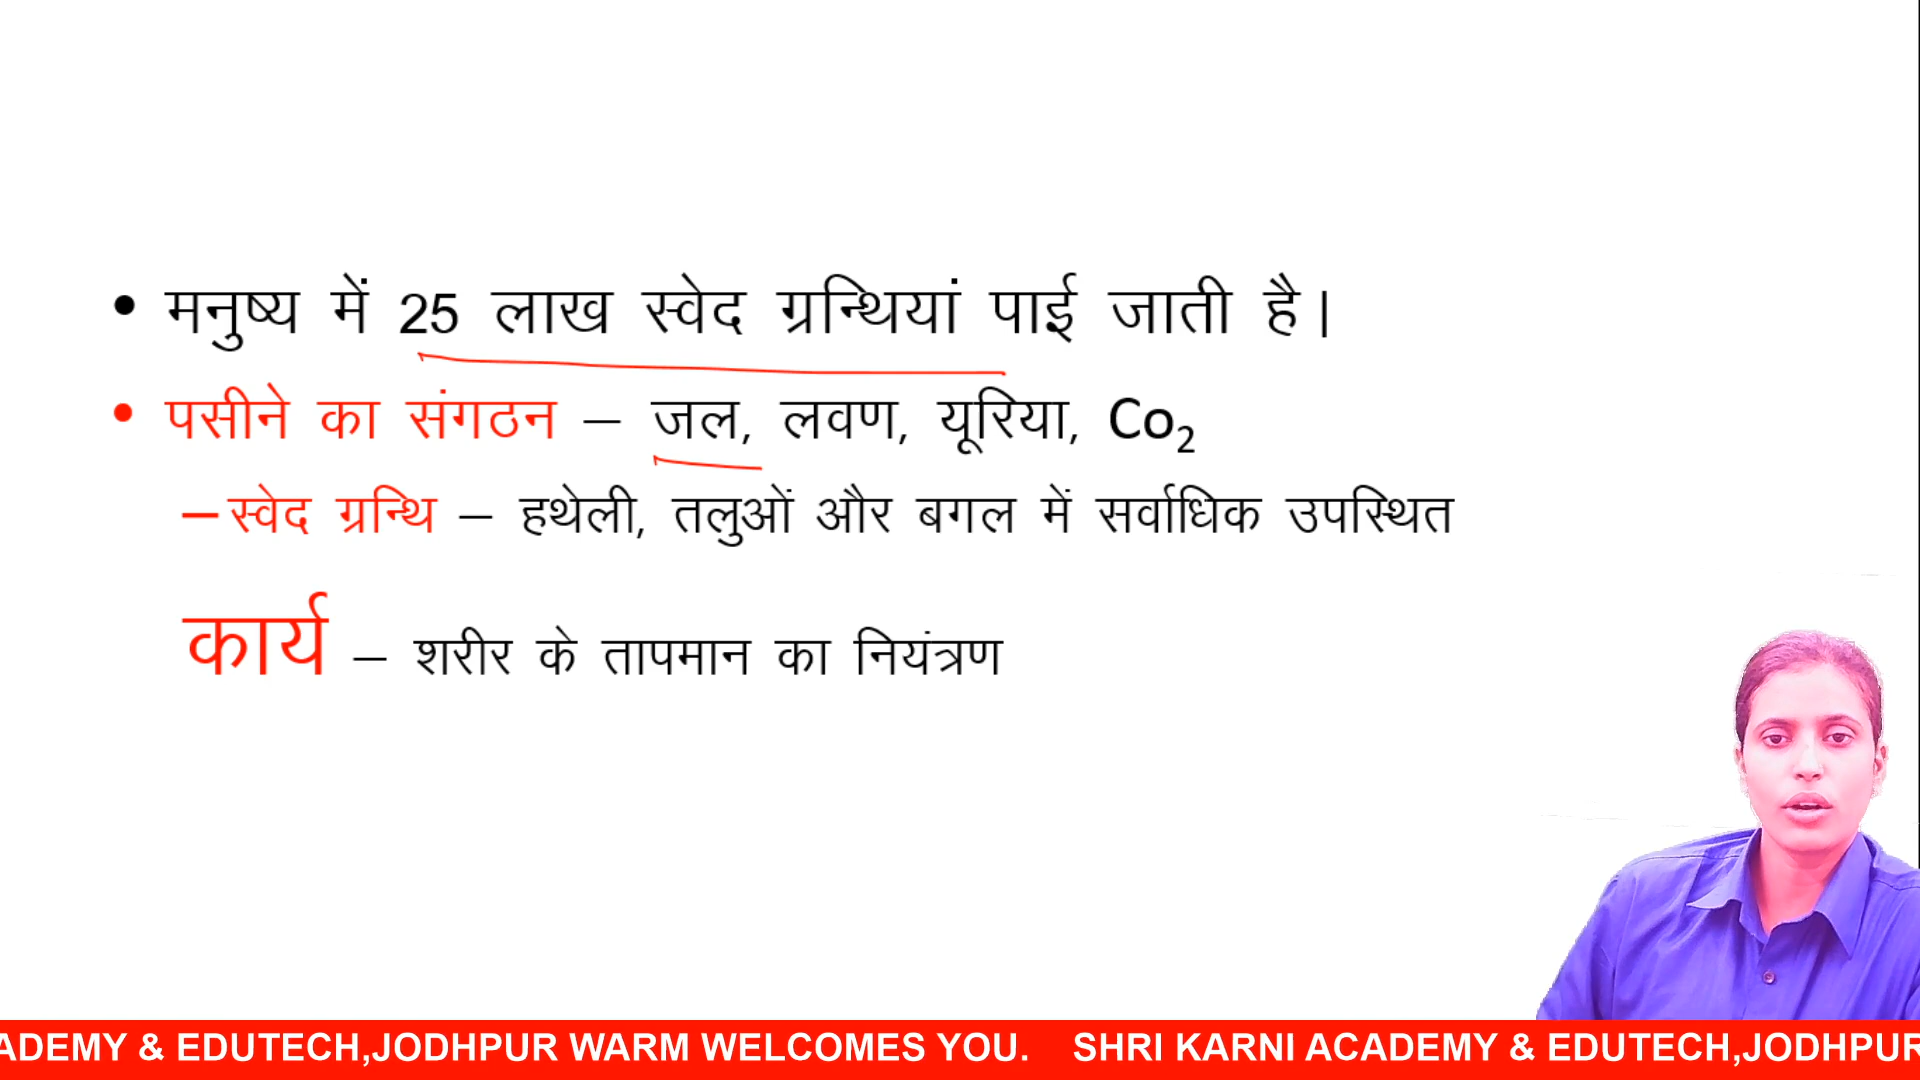 • मनुष्य में 25 लाख स्वेद ग्रन्थियां पाई जाती है।
• पसीने का संगठन – जल, लवण, यूरिया, Co₂
– स्वेद ग्रन्थि – हथेली, तलुओं और बगल में सर्वाधिक उपस्थित
कार्य – शरीर के तापमान का नियंत्रण
ADEMY & EDUTECH,JODHPUR WARM WELCOMES YOU. SHRI KARNI ACADEMY & EDUTECH,JODHPUR